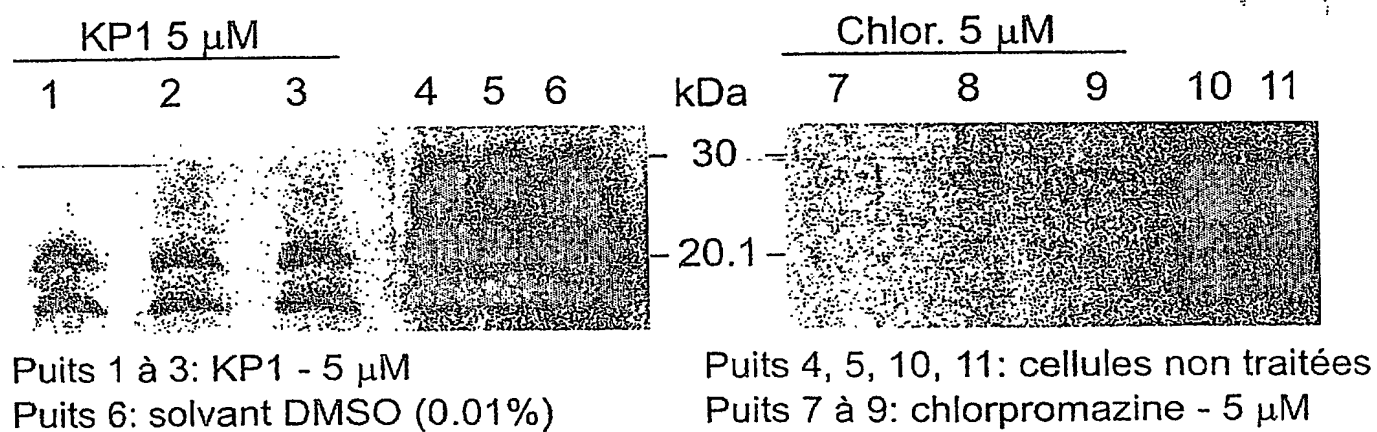 KP1 5 µM
Chlor. 5 µM
1 2 3 4 5 6 kDa 7 8 9 10 11
30
20.1
Puits 1 à 3: KP1 - 5 µM
Puits 4, 5, 10, 11: cellules non traitées
Puits 6: solvant DMSO (0.01%)
Puits 7 à 9: chlorpromazine - 5 µM